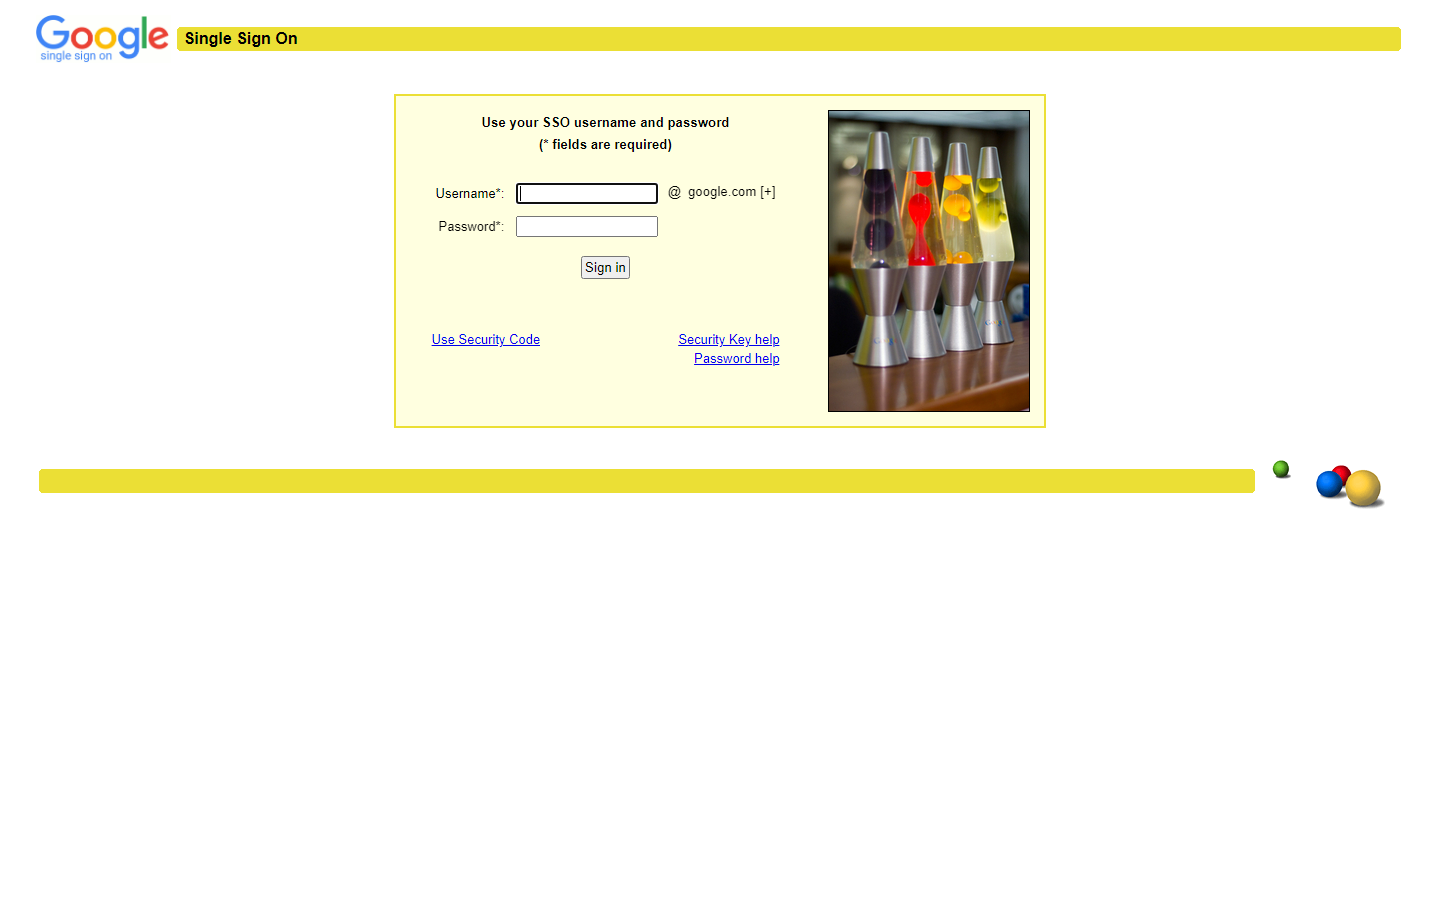 Google
single sign on
Single Sign On
Use your SSO username and password
(* fields are required)
Username*:
@ google.com [+]
Password*:
Sign in
Use Security Code
Security Key help
Password help